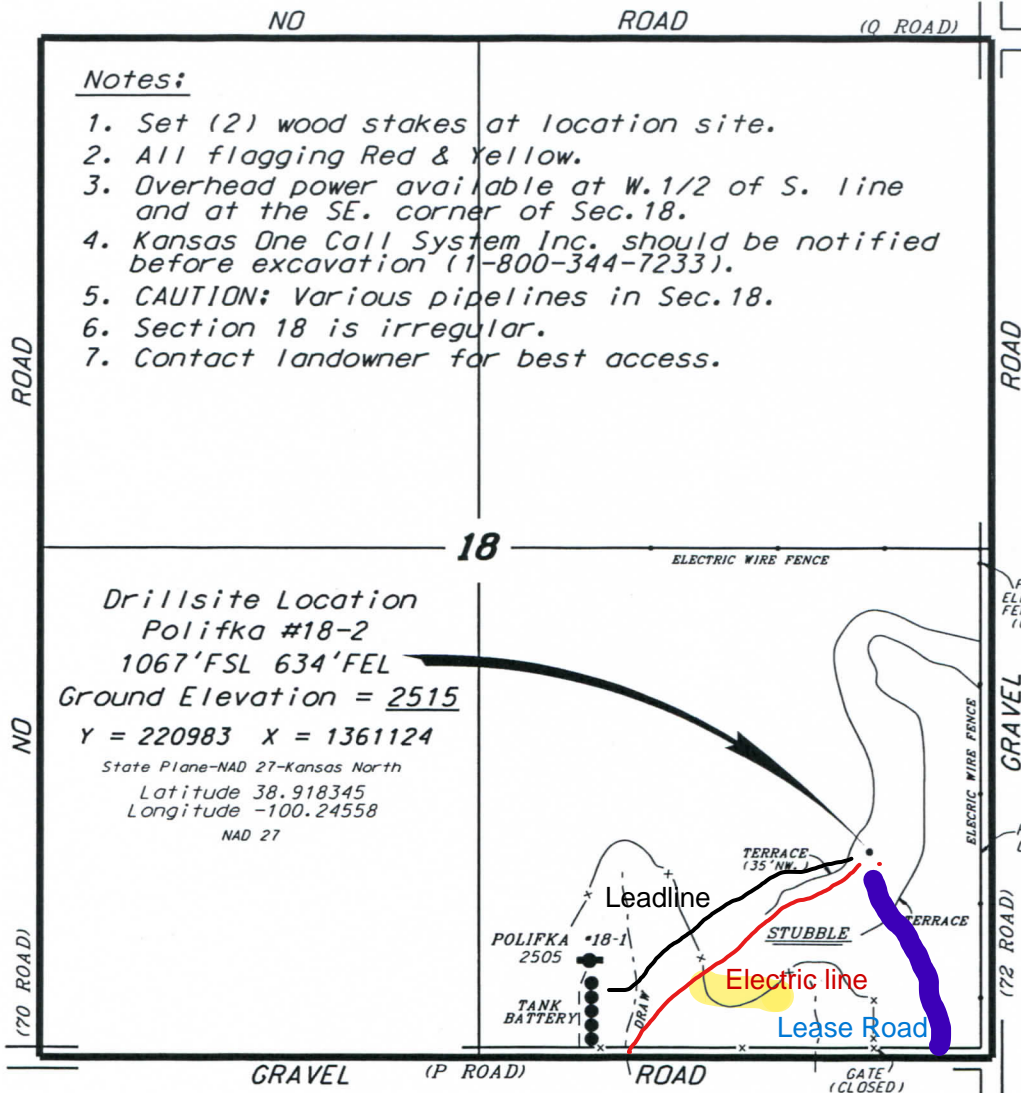 NO ROAD (Q ROAD)
Notes:
1. Set (2) wood stakes at location site.
2. All flagging Red & Yellow.
3. Overhead power available at W.1/2 of S. line
and at the SE. corner of Sec.18.
4. Kansas One Call System Inc. should be notified
before excavation (1-800-344-7233).
5. CAUTION: Various pipelines in Sec.18.
6. Section 18 is irregular.
7. Contact landowner for best access.
ROAD
ROAD
18
ELECTRIC WIRE FENCE
Drillsite Location
Polifka #18-2
1067'FSL 634'FEL
Ground Elevation = 2515
Y = 220983 X = 1361124
State Plane-NAD 27-Kansas North
Latitude 38.918345
Longitude -100.24558
NAD 27
NO
GRAVEL
ELECRIC WIRE FENCE
TERRACE
(35'NW.)
Leadline
TERRACE
STUBBLE
POLIFKA #18-1
2505
Electric line
TANK
BATTERY
DRAW
Lease Road
(70 ROAD)
(72 ROAD)
GRAVEL (P ROAD) ROAD
GATE
(CLOSED)